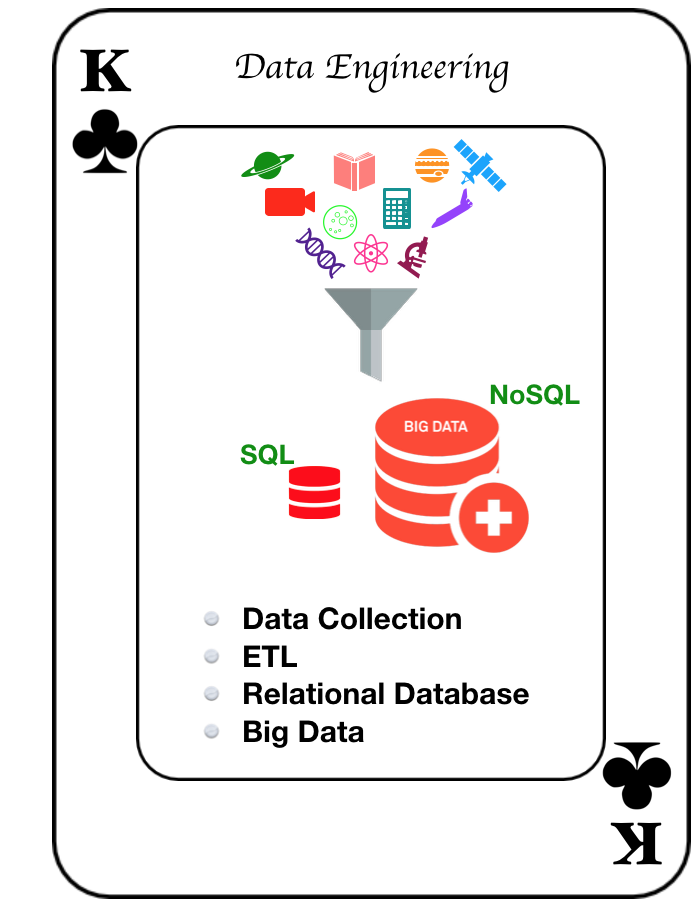 K
Data Engineering
NoSQL
BIG DATA
SQL
Data Collection
ETL
Relational Database
Big Data
K